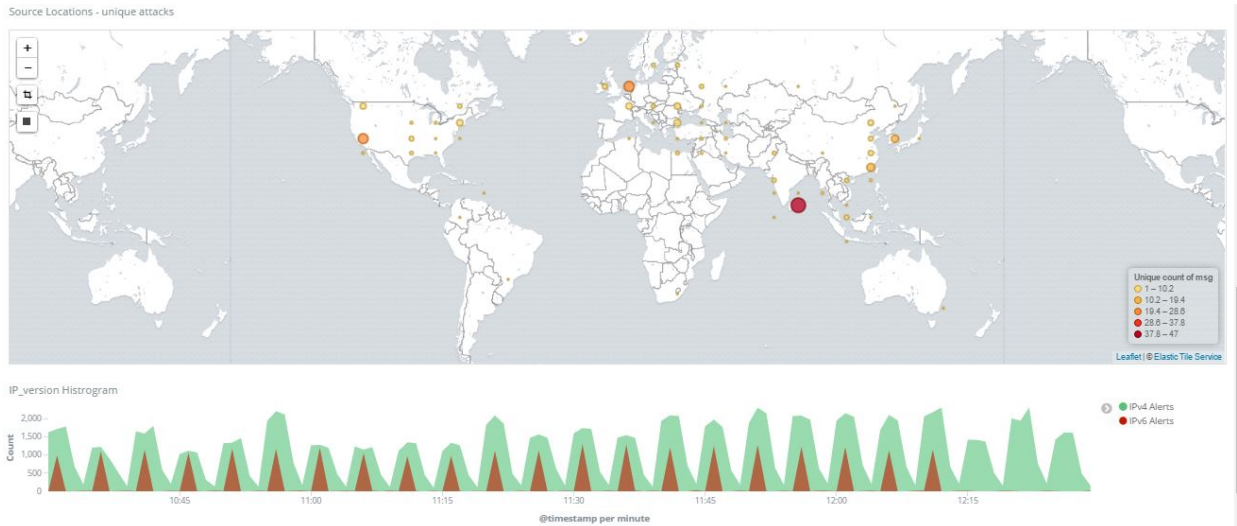 Source Locations - unique attacks
+
−
Unique count of msg
1 – 10.2
10.2 – 19.4
19.4 – 28.6
28.6 – 37.8
37.8 – 47
Leaflet | © Elastic Tile Service
IP_version Histrogram
IPv4 Alerts
IPv6 Alerts
Count
2,000
1,500
1,000
500
0
10:45
11:00
11:15
11:30
11:45
12:00
12:15
@timestamp per minute